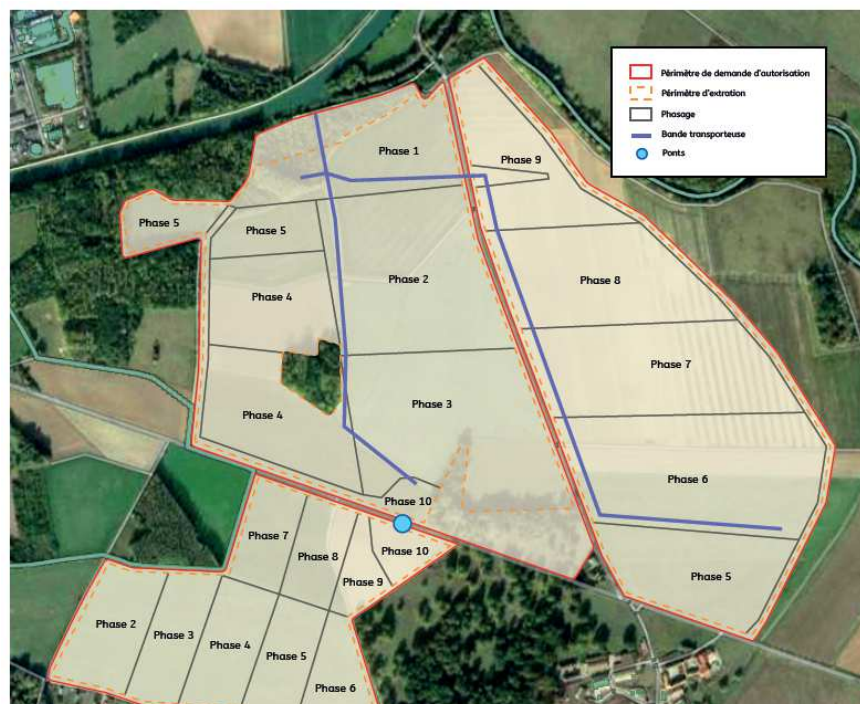 Périmètre de demande d'autorisation
Périmètre d'extration
Phasage
Bande transporteuse
Ponts
Phase 1
Phase 9
Phase 5
Phase 5
Phase 2
Phase 8
Phase 4
Phase 7
Phase 3
Phase 4
Phase 6
Phase 10
Phase 7
Phase 8
Phase 10
Phase 9
Phase 5
Phase 2
Phase 3
Phase 4
Phase 5
Phase 6